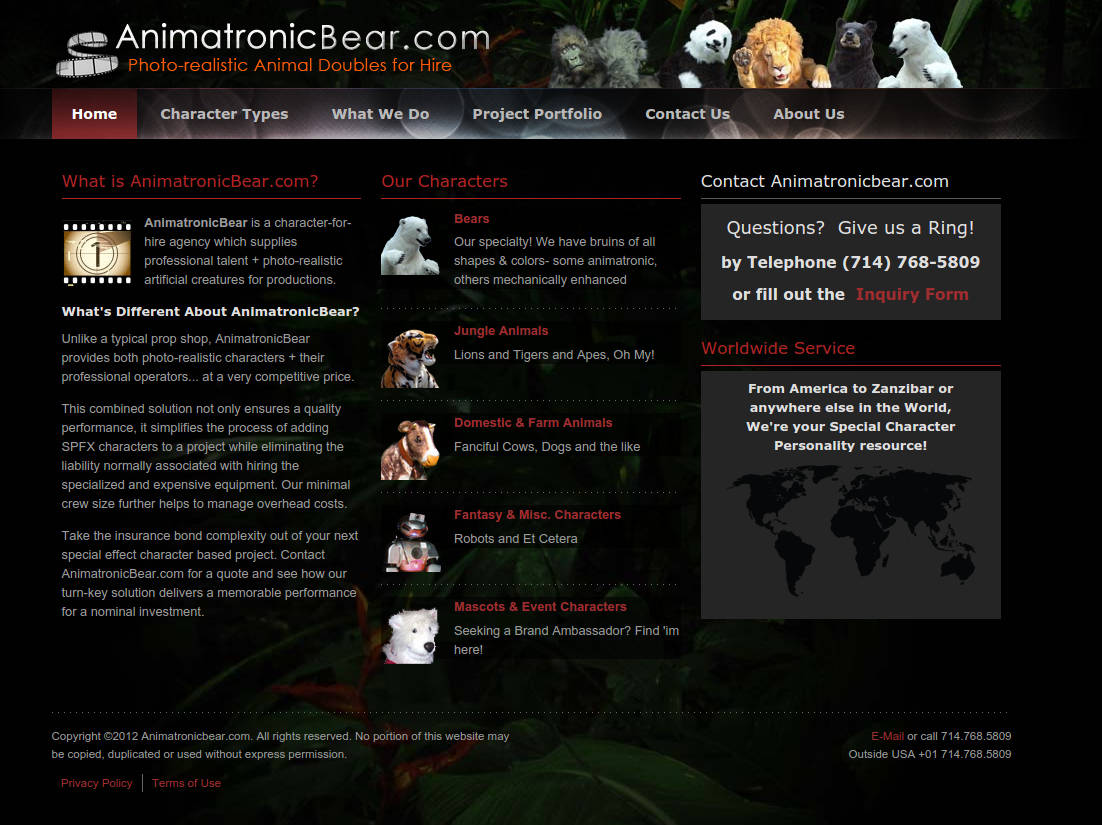 AnimatronicBear.com
Photo-realistic Animal Doubles for Hire
Home
Character Types
What We Do
Project Portfolio
Contact Us
About Us
What is AnimatronicBear.com?
1
AnimatronicBear is a character-for-
hire agency which supplies
professional talent + photo-realistic
artificial creatures for productions.
What's Different About AnimatronicBear?
Unlike a typical prop shop, AnimatronicBear
provides both photo-realistic characters + their
professional operators... at a very competitive price.
This combined solution not only ensures a quality
performance, it simplifies the process of adding
SPFX characters to a project while eliminating the
liability normally associated with hiring the
specialized and expensive equipment. Our minimal
crew size further helps to manage overhead costs.
Take the insurance bond complexity out of your next
special effect character based project. Contact
AnimatronicBear.com for a quote and see how our
turn-key solution delivers a memorable performance
for a nominal investment.
Our Characters
Bears
Our specialty! We have bruins of all
shapes & colors- some animatronic,
others mechanically enhanced
Jungle Animals
Lions and Tigers and Apes, Oh My!
Domestic & Farm Animals
Fanciful Cows, Dogs and the like
Fantasy & Misc. Characters
Robots and Et Cetera
Mascots & Event Characters
Seeking a Brand Ambassador? Find 'im
here!
Contact Animatronicbear.com
Questions?  Give us a Ring!
by Telephone (714) 768-5809
or fill out the  Inquiry Form
Worldwide Service
From America to Zanzibar or
anywhere else in the World,
We're your Special Character
Personality resource!
Copyright ©2012 Animatronicbear.com. All rights reserved. No portion of this website may
be copied, duplicated or used without express permission.
Privacy Policy
Terms of Use
E-Mail or call 714.768.5809
Outside USA +01 714.768.5809